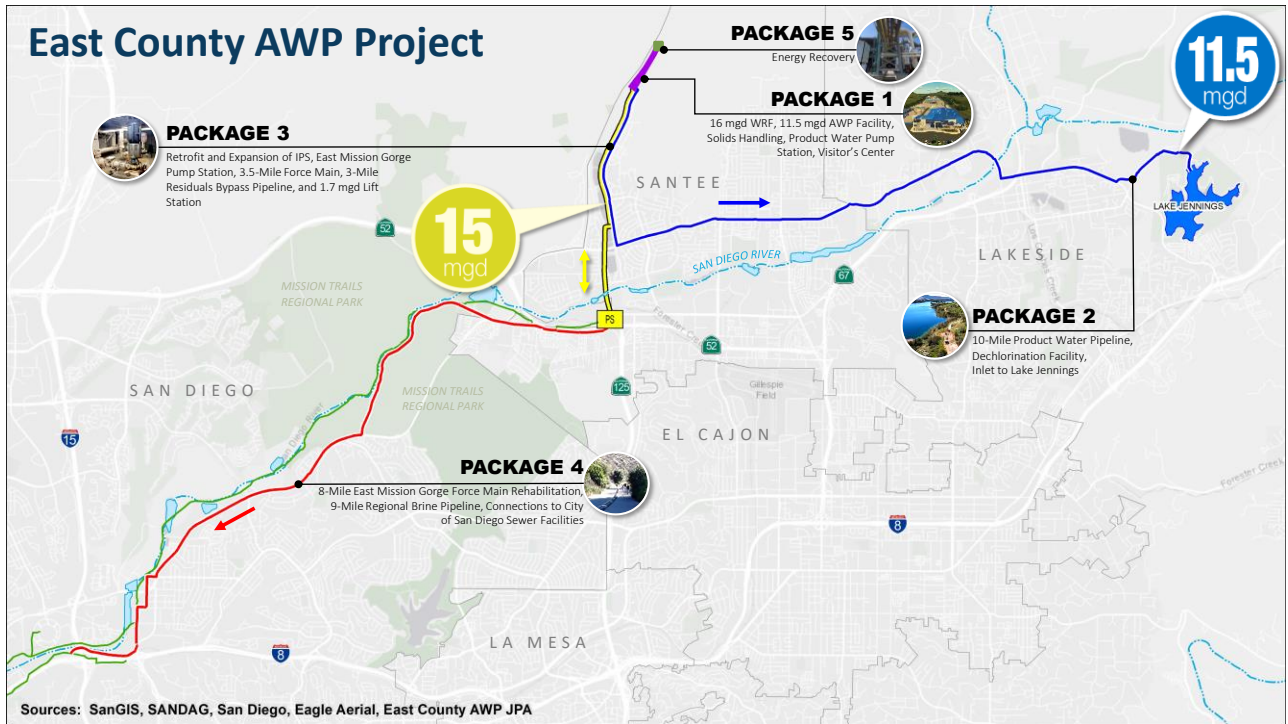 East County AWP Project
PACKAGE 5
Energy Recovery
11.5
mgd
PACKAGE 1
16 mgd WRF, 11.5 mgd AWP Facility,
Solids Handling, Product Water Pump
Station, Visitor's Center
PACKAGE 3
Retrofit and Expansion of IPS, East Mission Gorge
Pump Station, 3.5-Mile Force Main, 3-Mile
Residuals Bypass Pipeline, and 1.7 mgd Lift
Station
SANTEE
15
mgd
52
LAKE JENNINGS
SAN DIEGO RIVER
LAKESIDE
67
MISSION TRAILS
REGIONAL PARK
PS
PACKAGE 2
10-Mile Product Water Pipeline,
Dechlorination Facility,
Inlet to Lake Jennings
52
125
Gillespie
Field
SAN DIEGO
MISSION TRAILS
REGIONAL PARK
15
EL CAJON
PACKAGE 4
8-Mile East Mission Gorge Force Main Rehabilitation,
9-Mile Regional Brine Pipeline, Connections to City
of San Diego Sewer Facilities
Forester Creek
8
LA MESA
8
Sources: SanGIS, SANDAG, San Diego, Eagle Aerial, East County AWP JPA